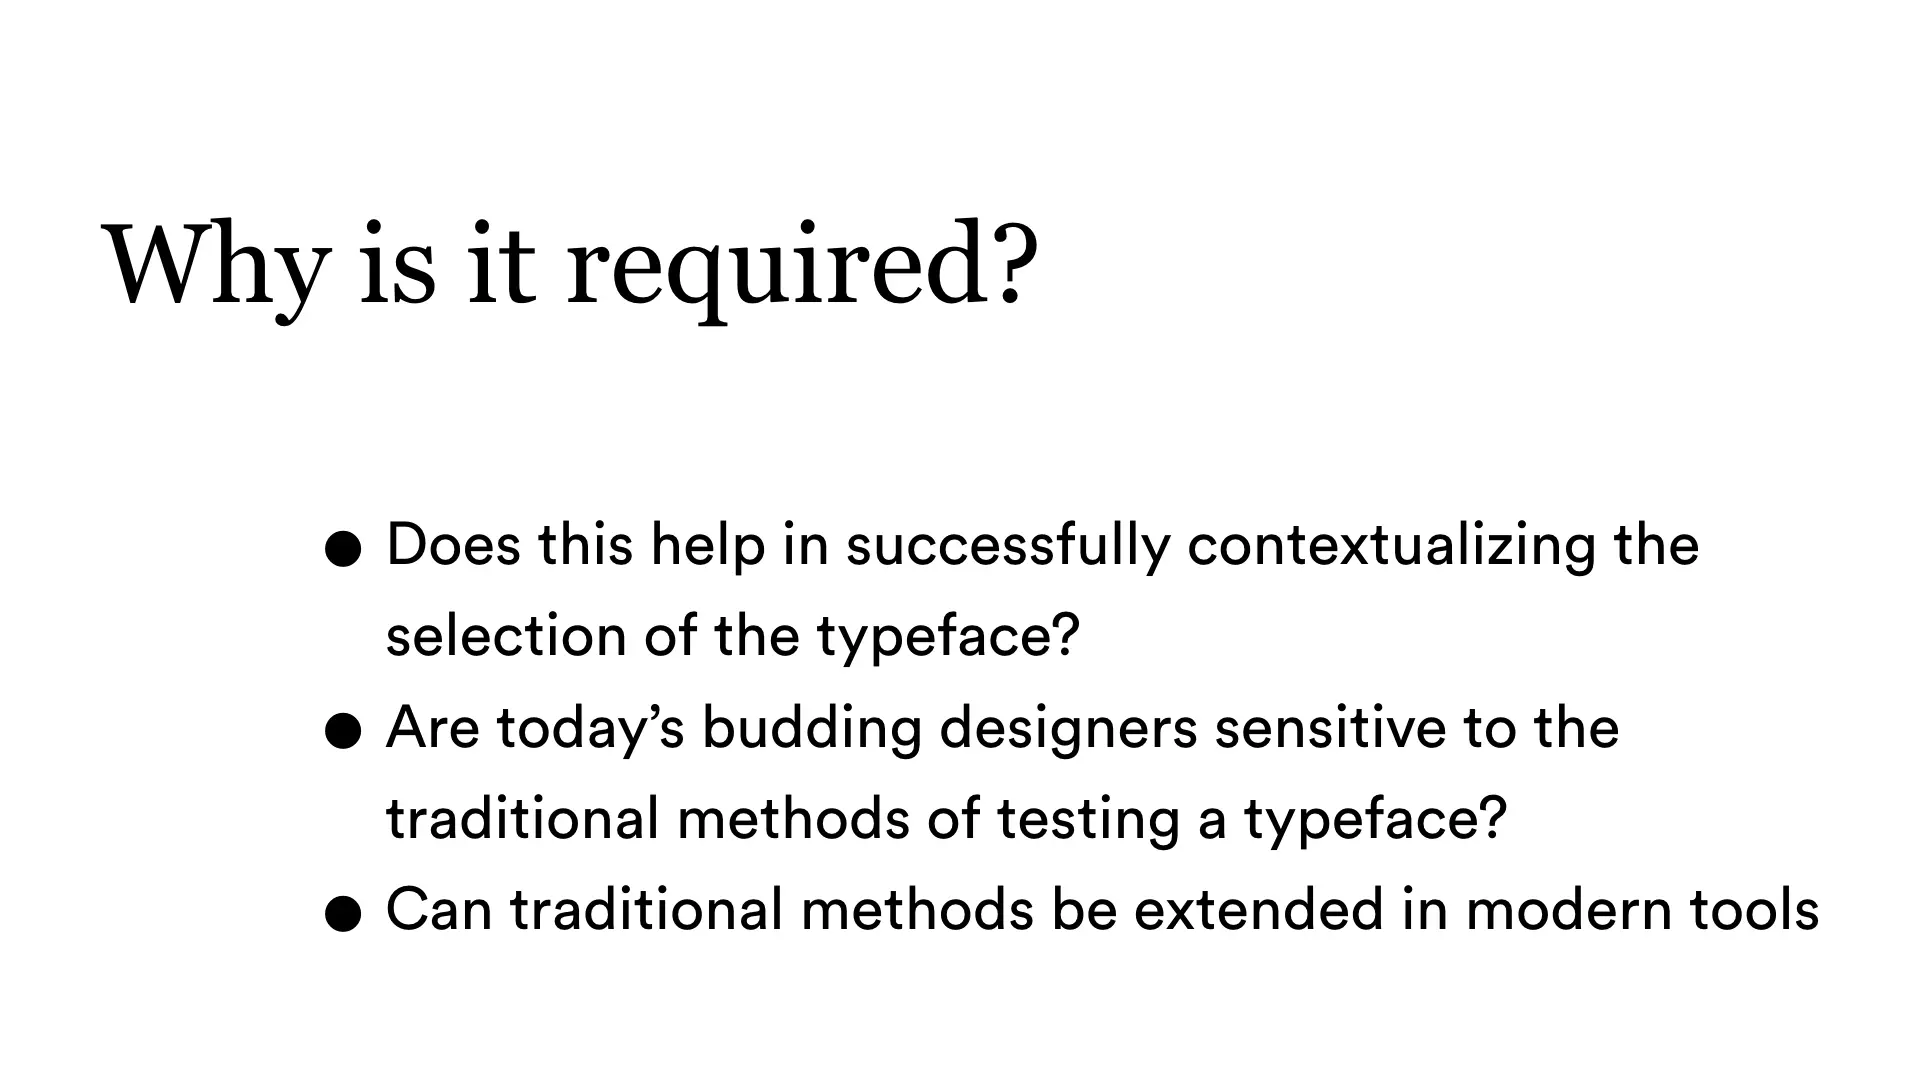 Why is it required?
● Does this help in successfully contextualizing the
selection of the typeface?
● Are today’s budding designers sensitive to the
traditional methods of testing a typeface?
● Can traditional methods be extended in modern tools